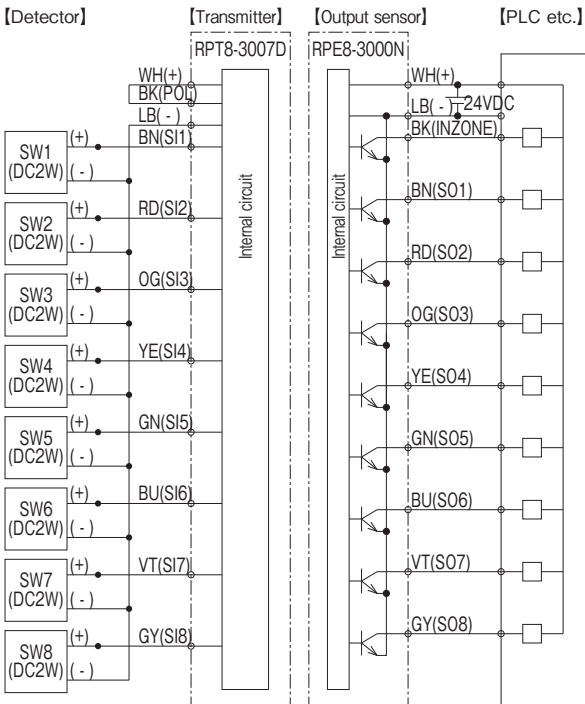 【Detector】
【Transmitter】
【Output sensor】
【PLC etc.】
RPT8-3007D
RPE8-3000N
WH(+)
BK(POL)
LB( - )
BN(SI1)
RD(SI2)
OG(SI3)
YE(SI4)
GN(SI5)
BU(SI6)
VT(SI7)
GY(SI8)
SW1
(DC2W)
(+)
( - )
SW2
(DC2W)
(+)
( - )
SW3
(DC2W)
(+)
( - )
SW4
(DC2W)
(+)
( - )
SW5
(DC2W)
(+)
( - )
SW6
(DC2W)
(+)
( - )
SW7
(DC2W)
(+)
( - )
SW8
(DC2W)
(+)
( - )
Internal circuit
Internal circuit
WH(+)
LB( - )
24VDC
BK(INZONE)
BN(SO1)
RD(SO2)
OG(SO3)
YE(SO4)
GN(SO5)
BU(SO6)
VT(SO7)
GY(SO8)